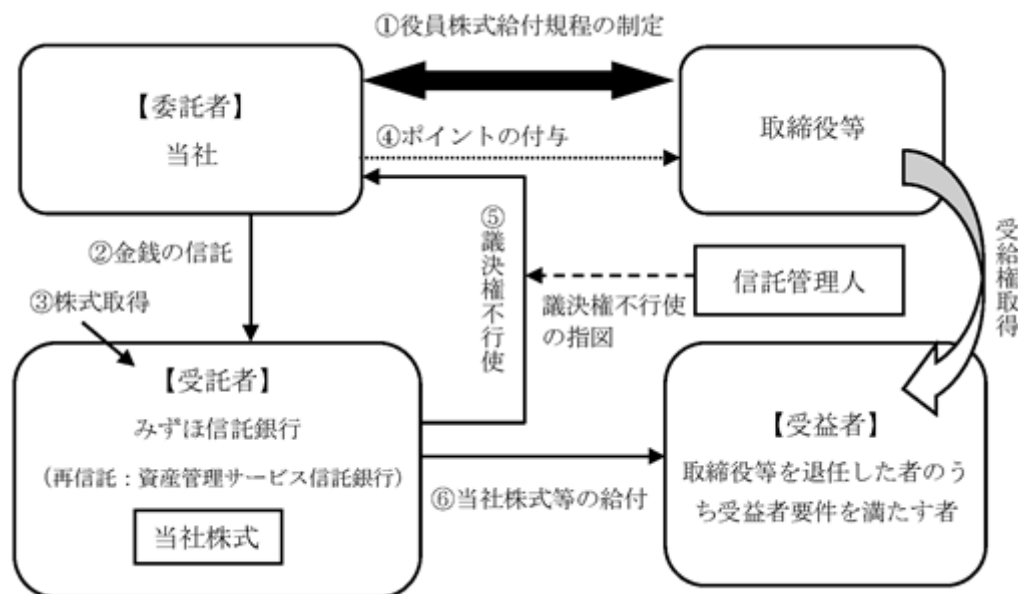 ①役員株式給付規程の制定
【委託者】
当社
取締役等
④ポイントの付与
②金銭の信託
③株式取得
⑤議決権不行使
議決権不行使
の指図
信託管理人
受給権取得
【受託者】
みずほ信託銀行
(再信託：資産管理サービス信託銀行)
当社株式
⑥当社株式等の給付
【受益者】
取締役等を退任した者のう
ち受益者要件を満たす者